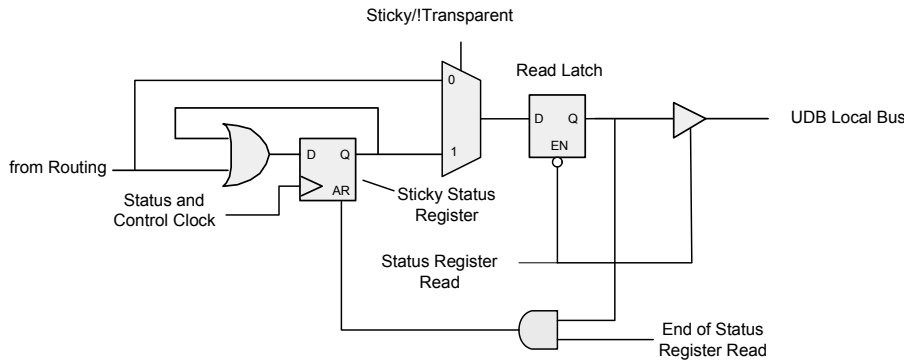 Sticky/!Transparent
0
Read Latch
D Q
UDB Local Bus
EN
from Routing
D Q
1
AR
Sticky Status
Register
Status and
Control Clock
Status Register
Read
End of Status
Register Read